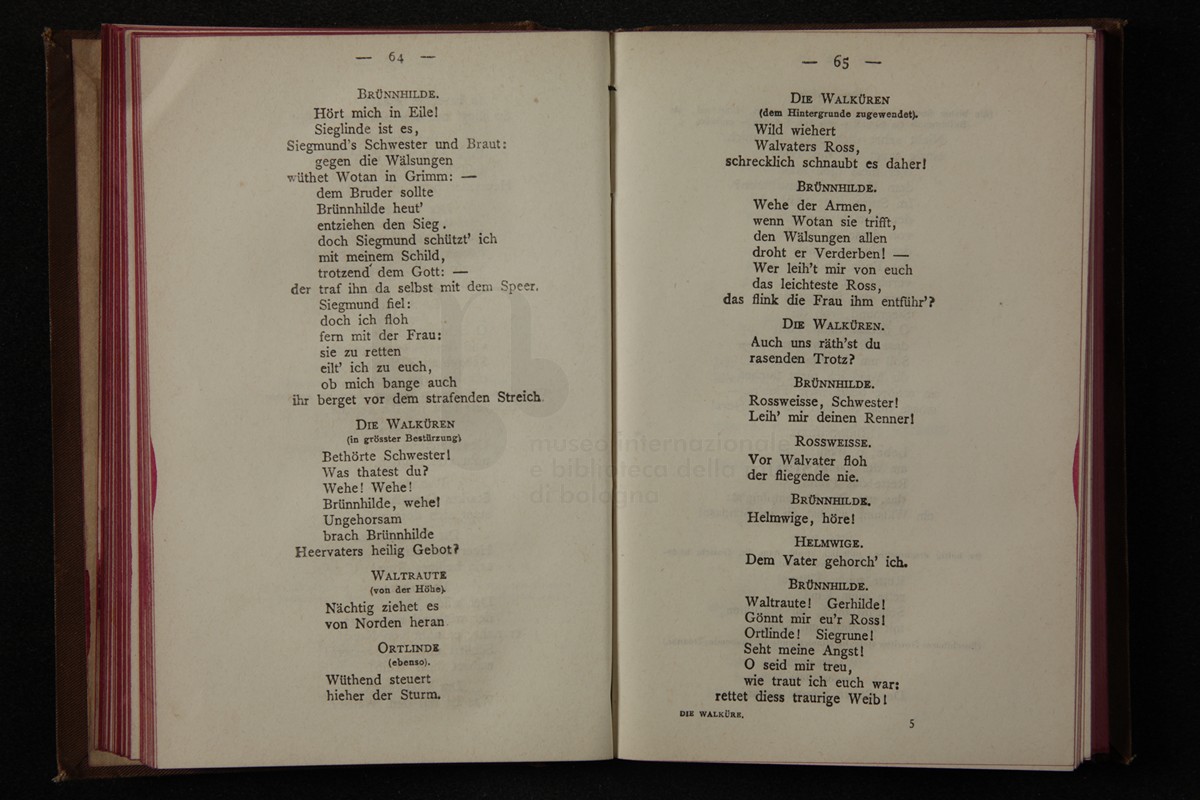 — 64 —
BRÜNNHILDE.
Hört mich in Eile!
Sieglinde ist es,
Siegmund's Schwester und Braut:
gegen die Wälsungen
wüthet Wotan in Grimm: —
dem Bruder sollte
Brünnhilde heut'
entziehen den Sieg.
doch Siegmund schützt' ich
mit meinem Schild,
trotzend dem Gott: —
der traf ihn da selbst mit dem Speer.
Siegmund fiel:
doch ich floh
fern mit der Frau:
sie zu retten
eilt' ich zu euch,
ob mich bange auch
ihr berget vor dem strafenden Streich.
DIE WALKÜREN
(in grösster Bestürzung)
Bethörte Schwester!
Was thatest du?
Wehe! Wehe!
Brünnhilde, wehe!
Ungehorsam
brach Brünnhilde
Heervaters heilig Gebot?
WALTRAUTE
(von der Höhe).
Nächtig ziehet es
von Norden heran
ORTLINDE
(ebenso).
Wüthend steuert
hieher der Sturm.
— 65 —
DIE WALKÜREN
(dem Hintergrunde zugewendet).
Wild wiehert
Walvaters Ross,
schrecklich schnaubt es daher!
BRÜNNHILDE.
Wehe der Armen,
wenn Wotan sie trifft,
den Wälsungen allen
droht er Verderben! —
Wer leih't mir von euch
das leichteste Ross,
das flink die Frau ihm entführ'?
DIE WALKÜREN.
Auch uns räth'st du
rasenden Trotz?
BRÜNNHILDE.
Rossweisse, Schwester!
Leih' mir deinen Renner!
ROSSWEISSE.
Vor Walvater floh
der fliegende nie.
BRÜNNHILDE.
Helmwige, höre!
HELMWIGE.
Dem Vater gehorch' ich.
BRÜNNHILDE.
Waltraute! Gerhilde!
Gönnt mir eu'r Ross!
Ortlinde! Siegrune!
Seht meine Angst!
O seid mir treu,
wie traut ich euch war:
rettet diess traurige Weib!
DIE WALKÜRE.
5
museo internazionale
e biblioteca della
di bologna